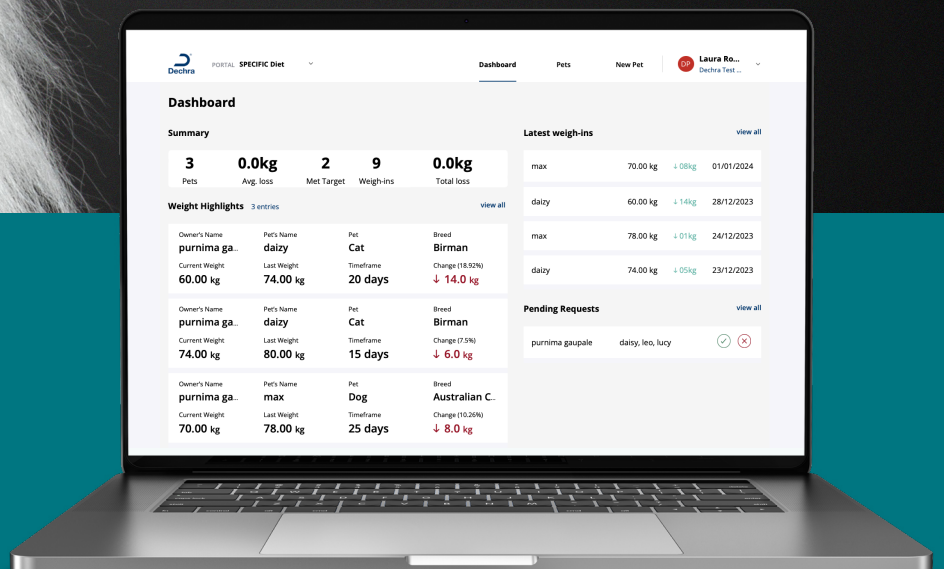 Dechra
PORTAL SPECIFIC Diet
Dashboard Pets New Pet
DP
Laura Ro...
Dechra Test ...
Dashboard
Summary
3 0.0kg 2 9 0.0kg
Pets Avg. loss Met Target Weigh-ins Total loss
Weight Highlights 3 entries view all
Owner's Name Pet's Name Pet Breed
purnima ga... daizy Cat Birman
Current Weight Last Weight Timeframe Change (18.92%)
60.00 kg 74.00 kg 20 days ↓ 14.0 kg
Owner's Name Pet's Name Pet Breed
purnima ga... daizy Cat Birman
Current Weight Last Weight Timeframe Change (7.5%)
74.00 kg 80.00 kg 15 days ↓ 6.0 kg
Owner's Name Pet's Name Pet Breed
purnima ga... max Dog Australian C...
Current Weight Last Weight Timeframe Change (10.26%)
70.00 kg 78.00 kg 25 days ↓ 8.0 kg
Latest weigh-ins view all
max 70.00 kg ↓ 08kg 01/01/2024
daizy 60.00 kg ↓ 14kg 28/12/2023
max 78.00 kg ↓ 01kg 24/12/2023
daizy 74.00 kg ↓ 05kg 23/12/2023
Pending Requests view all
purnima gaupale daisy, leo, lucy